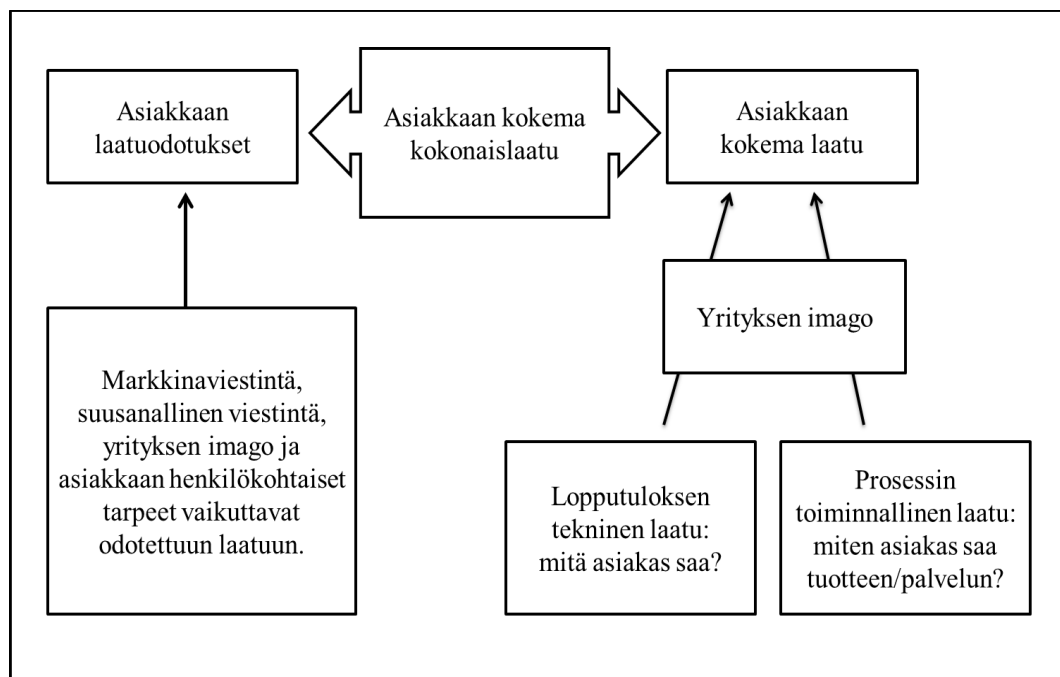 Asiakkaan
laatuodotukset
Asiakkaan kokema
kokonaislaatu
Asiakkaan
kokema laatu
Yrityksen imago
Markkinaviestintä,
suusanallinen viestintä,
yrityksen imago ja
asiakkaan henkilökohtaiset
tarpeet vaikuttavat
odotettuun laatuun.
Lopputuloksen
tekninen laatu:
mitä asiakas saa?
Prosessin
toiminnallinen laatu:
miten asiakas saa
tuotteen/palvelun?